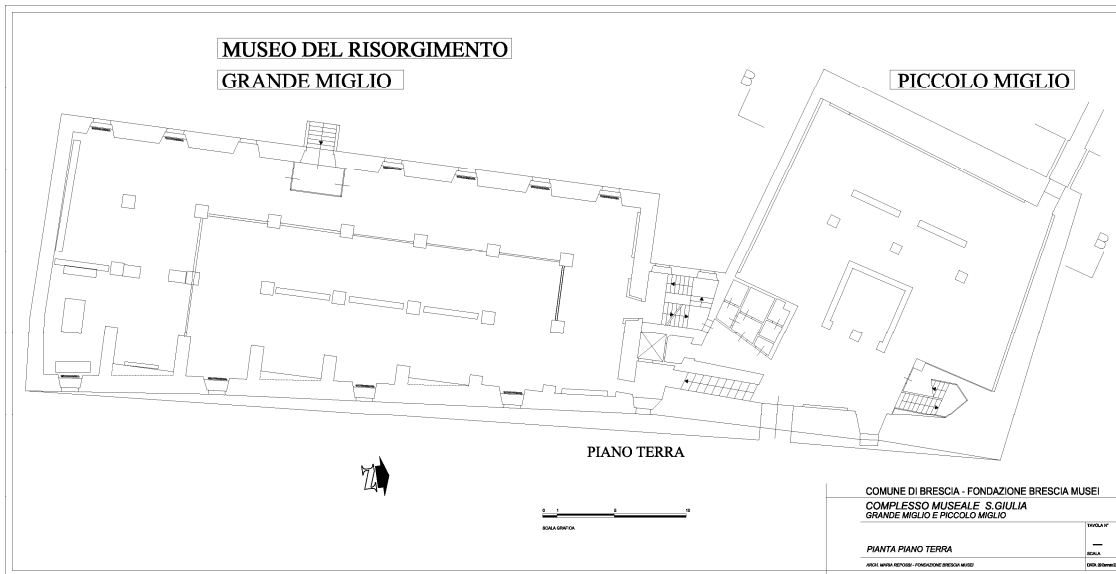 MUSEO DEL RISORGIMENTO
GRANDE MIGLIO
PICCOLO MIGLIO
B
B
PIANO TERRA
N
0 1 5 10
SCALA GRAFICA
COMUNE DI BRESCIA - FONDAZIONE BRESCIA MUSEI
COMPLESSO MUSEALE S.GIULIA
GRANDE MIGLIO E PICCOLO MIGLIO
TAVOLA N°
PIANTA PIANO TERRA
SCALA
ARCH. MARIA REPOSSI - FONDAZIONE BRESCIA MUSEI
DATA